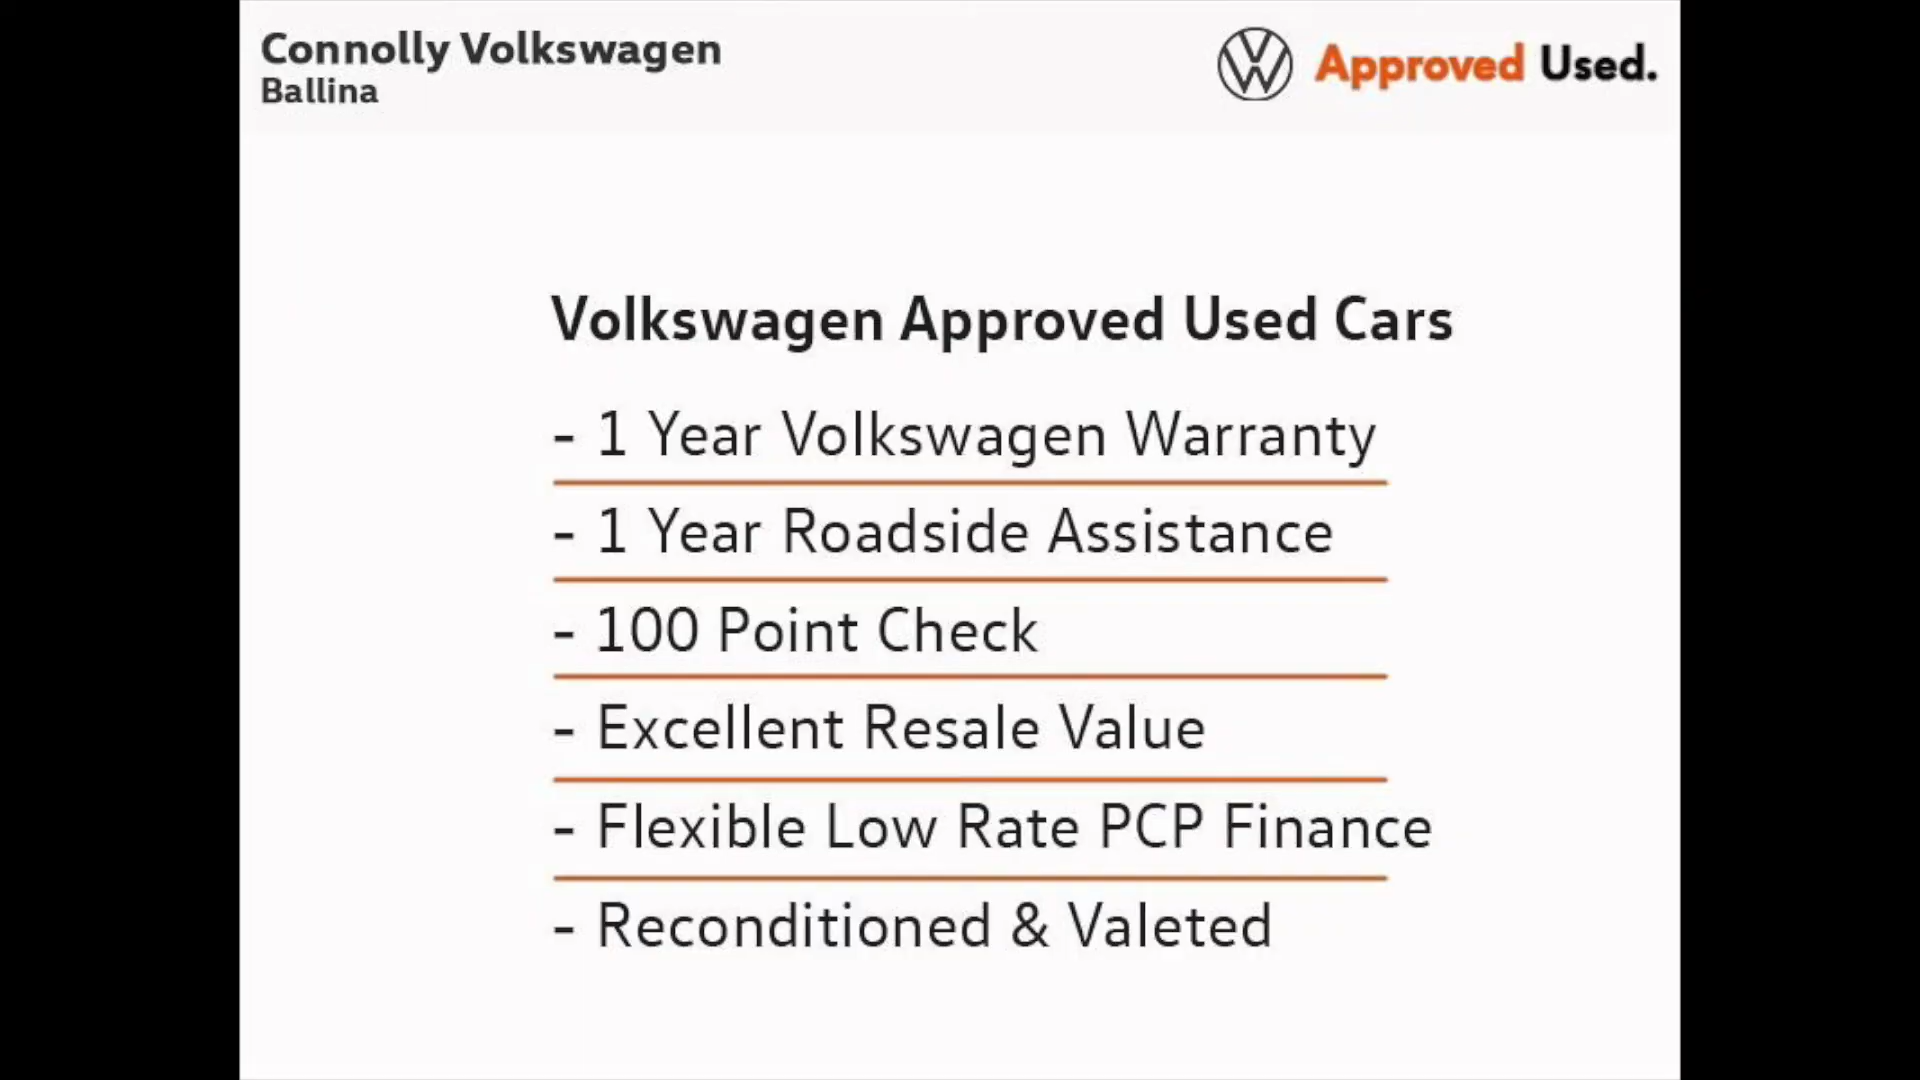 Connolly Volkswagen
Ballina
Approved Used.
Volkswagen Approved Used Cars
- 1 Year Volkswagen Warranty
- 1 Year Roadside Assistance
- 100 Point Check
- Excellent Resale Value
- Flexible Low Rate PCP Finance
- Reconditioned & Valeted